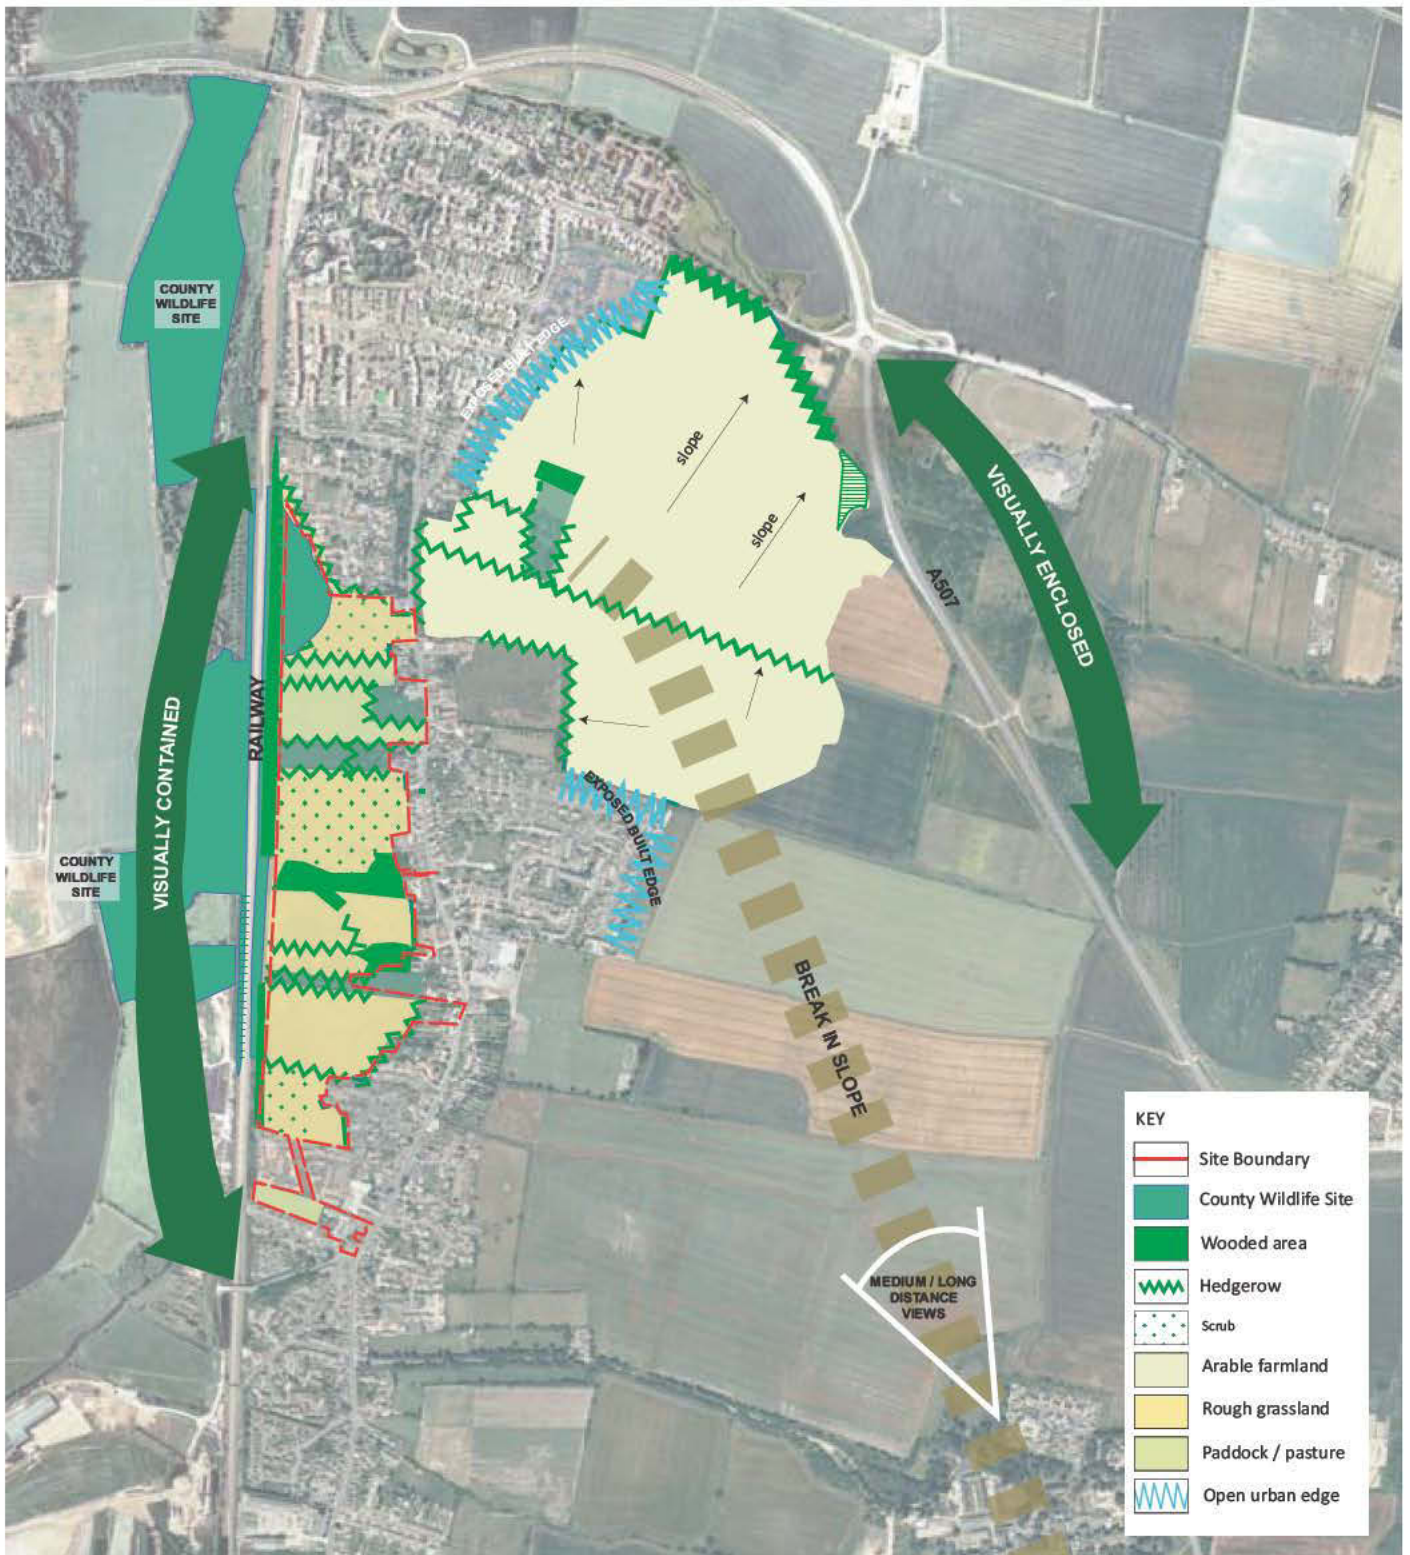 COUNTY
WILDLIFE
SITE
EXPOSED BUILT EDGE
slope
slope
VISUALLY ENCLOSED
A507
RAILWAY
VISUALLY CONTAINED
COUNTY
WILDLIFE
SITE
EXPOSED BUILT EDGE
BREAK IN SLOPE
MEDIUM / LONG
DISTANCE
VIEWS
KEY
Site Boundary
County Wildlife Site
Wooded area
Hedgerow
Scrub
Arable farmland
Rough grassland
Paddock / pasture
Open urban edge